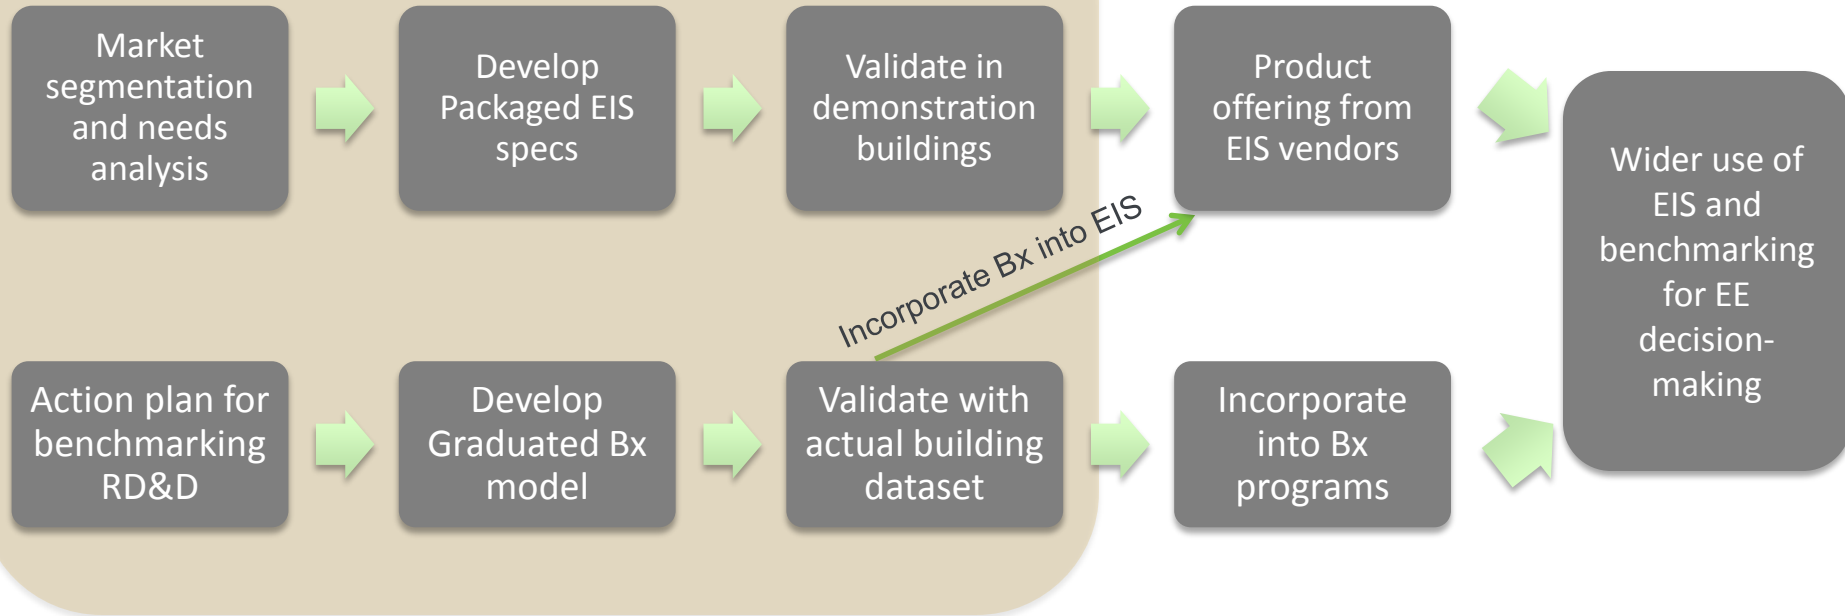 Market
segmentation
and needs
analysis
Develop
Packaged EIS
specs
Validate in
demonstration
buildings
Product
offering from
EIS vendors
Wider use of
EIS and
benchmarking
for EE
decision-
making
Incorporate Bx into EIS
Action plan for
benchmarking
RD&D
Develop
Graduated Bx
model
Validate with
actual building
dataset
Incorporate
into Bx
programs